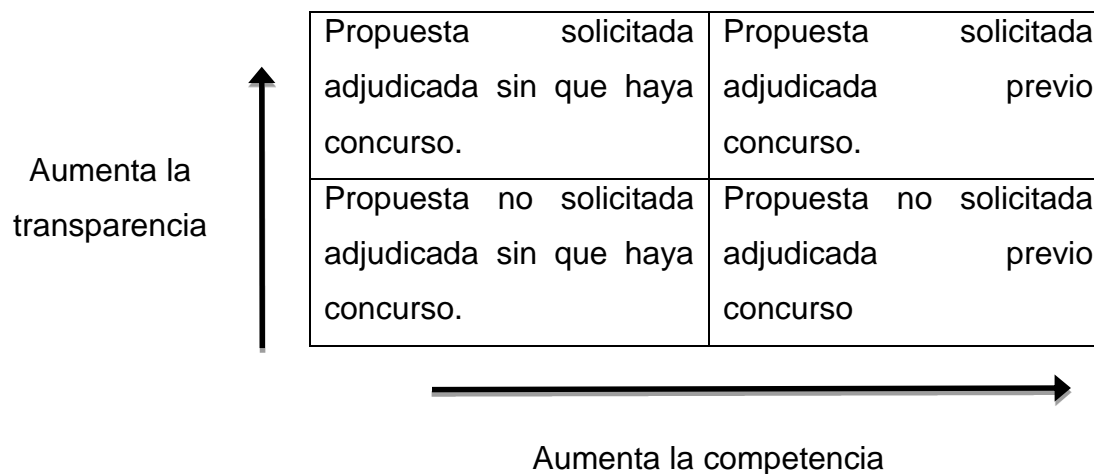 Propuesta solicitada
adjudicada sin que haya
concurso.
Propuesta solicitada
adjudicada previo
concurso.
Aumenta la
transparencia
Propuesta no solicitada
adjudicada sin que haya
concurso.
Propuesta no solicitada
adjudicada previo
concurso
Aumenta la competencia